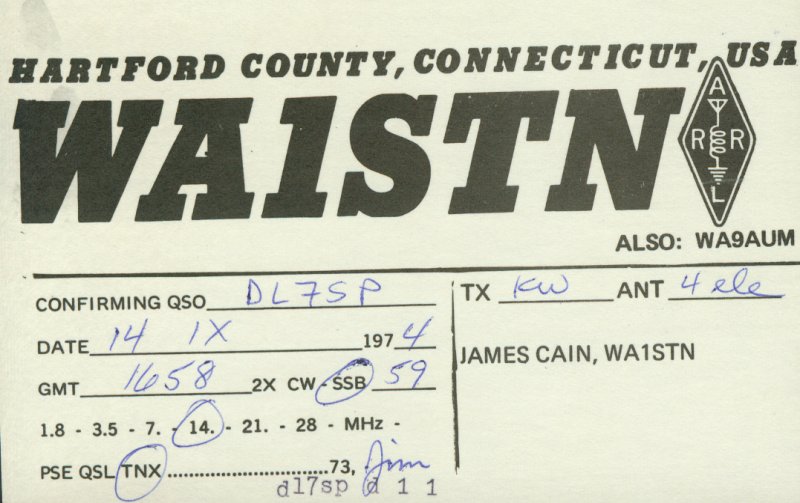 HARTFORD COUNTY, CONNECTICUT, USA
WA1STN
A
R R
L
ALSO: WA9AUM
CONFIRMING QSO DL7SP
DATE 14 IX 1974
GMT 1658 2X CW - SSB 59
1.8 - 3.5 - 7. - 14. - 21. - 28 - MHz -
PSE QSL TNX ..............................73, Jim
dl7sp d 1 1
TX KW ANT 4 ele
JAMES CAIN, WA1STN